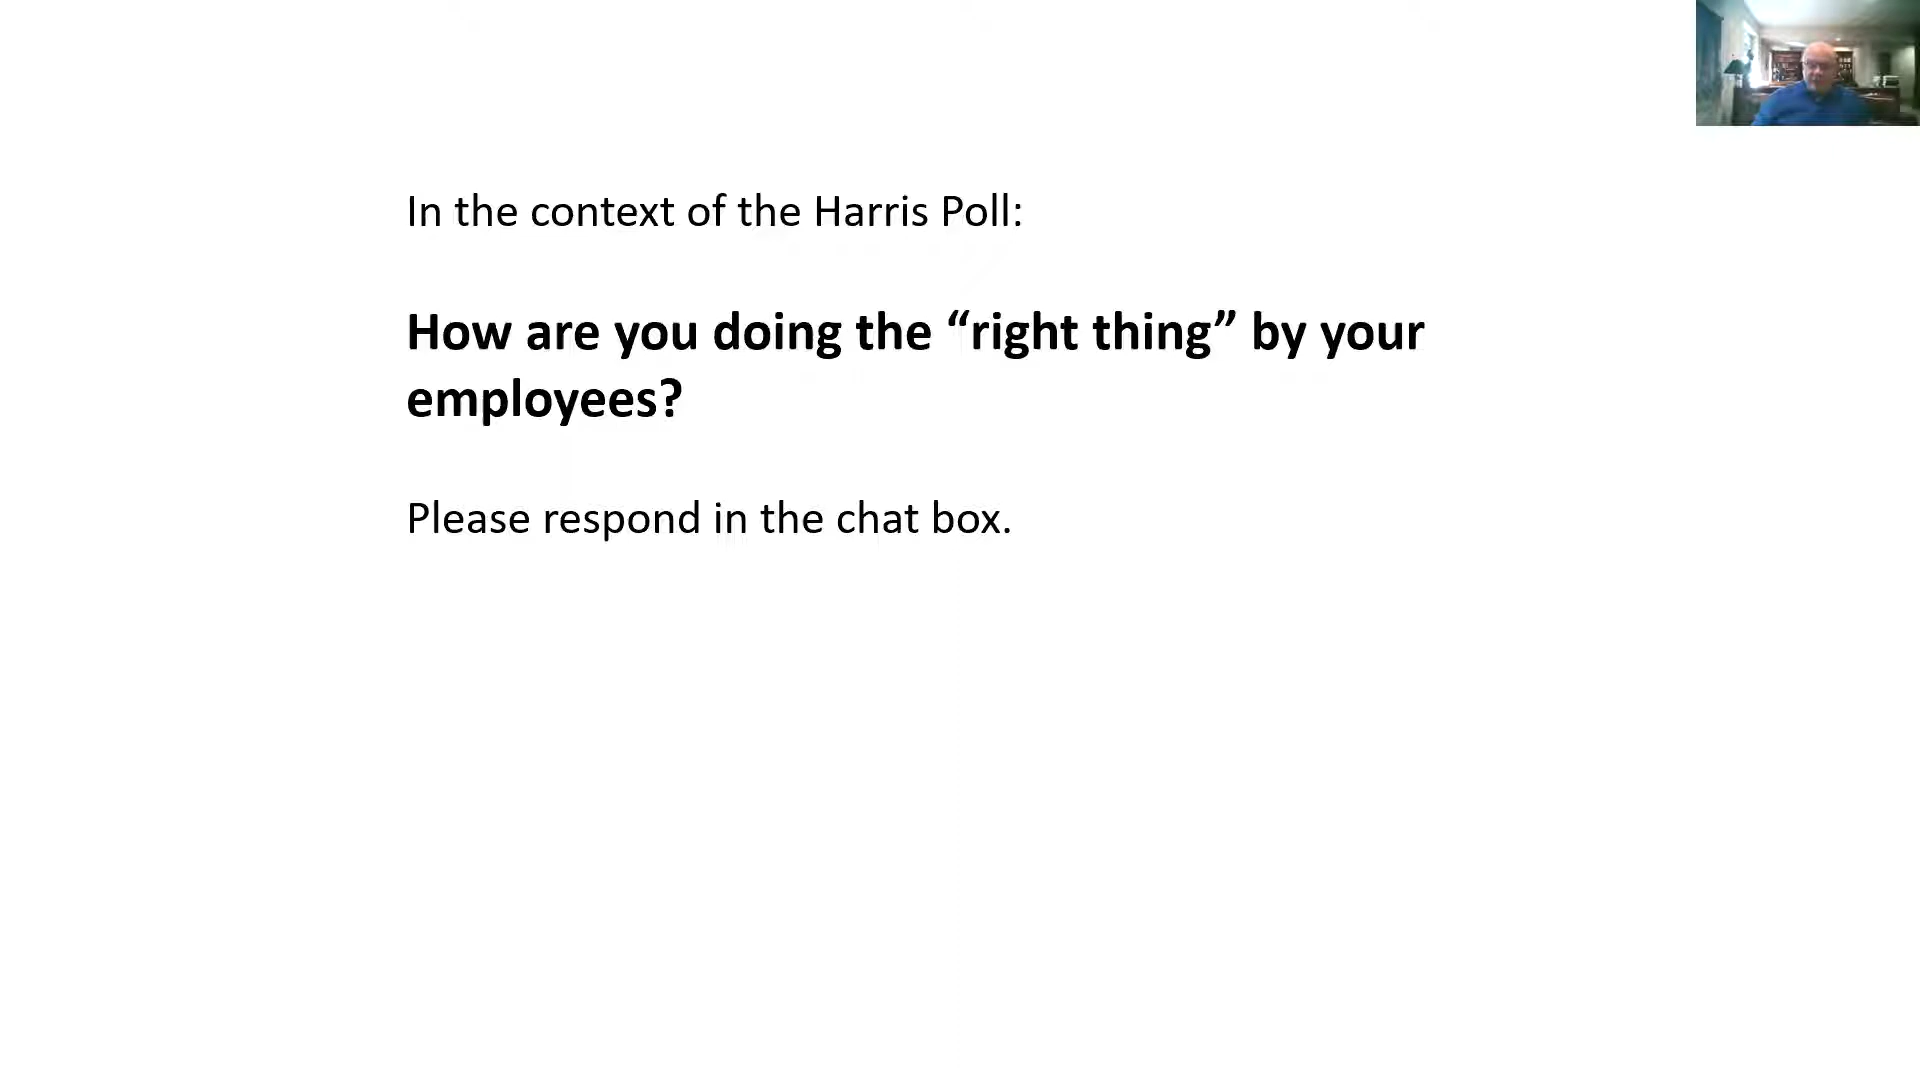 In the context of the Harris Poll:
How are you doing the “right thing” by your
employees?
Please respond in the chat box.